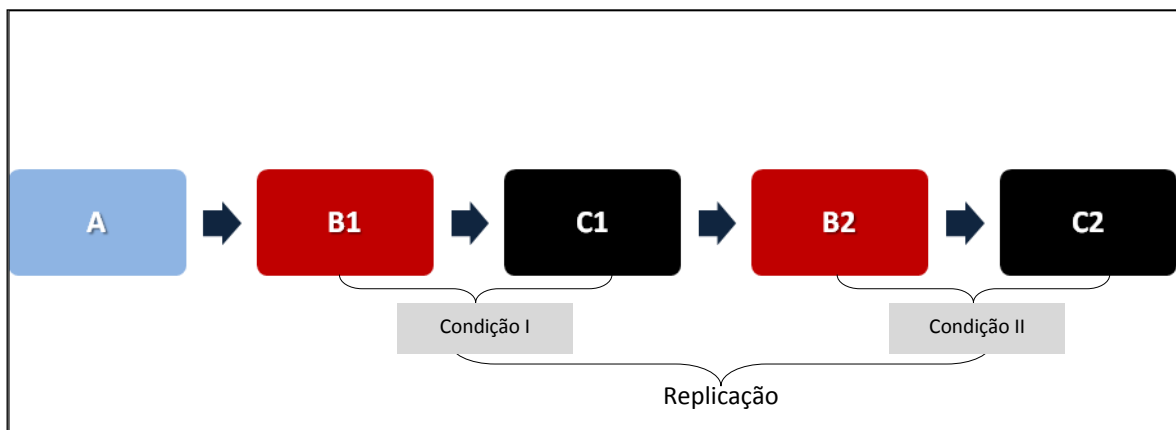 A
B1
C1
B2
C2
Condição I
Condição II
Replicação